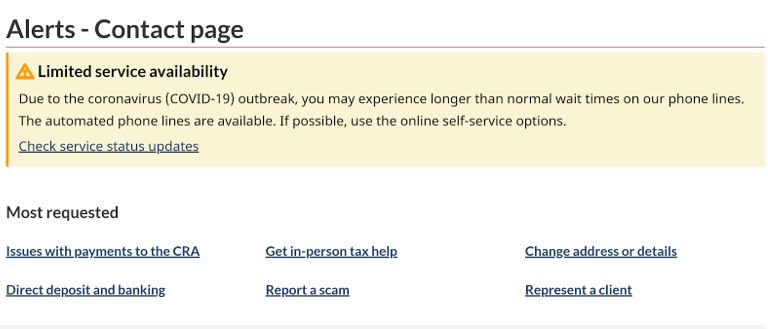 Alerts - Contact page
Limited service availability
Due to the coronavirus (COVID-19) outbreak, you may experience longer than normal wait times on our phone lines.
The automated phone lines are available. If possible, use the online self-service options.
Check service status updates
Most requested
Issues with payments to the CRA
Get in-person tax help
Change address or details
Direct deposit and banking
Report a scam
Represent a client